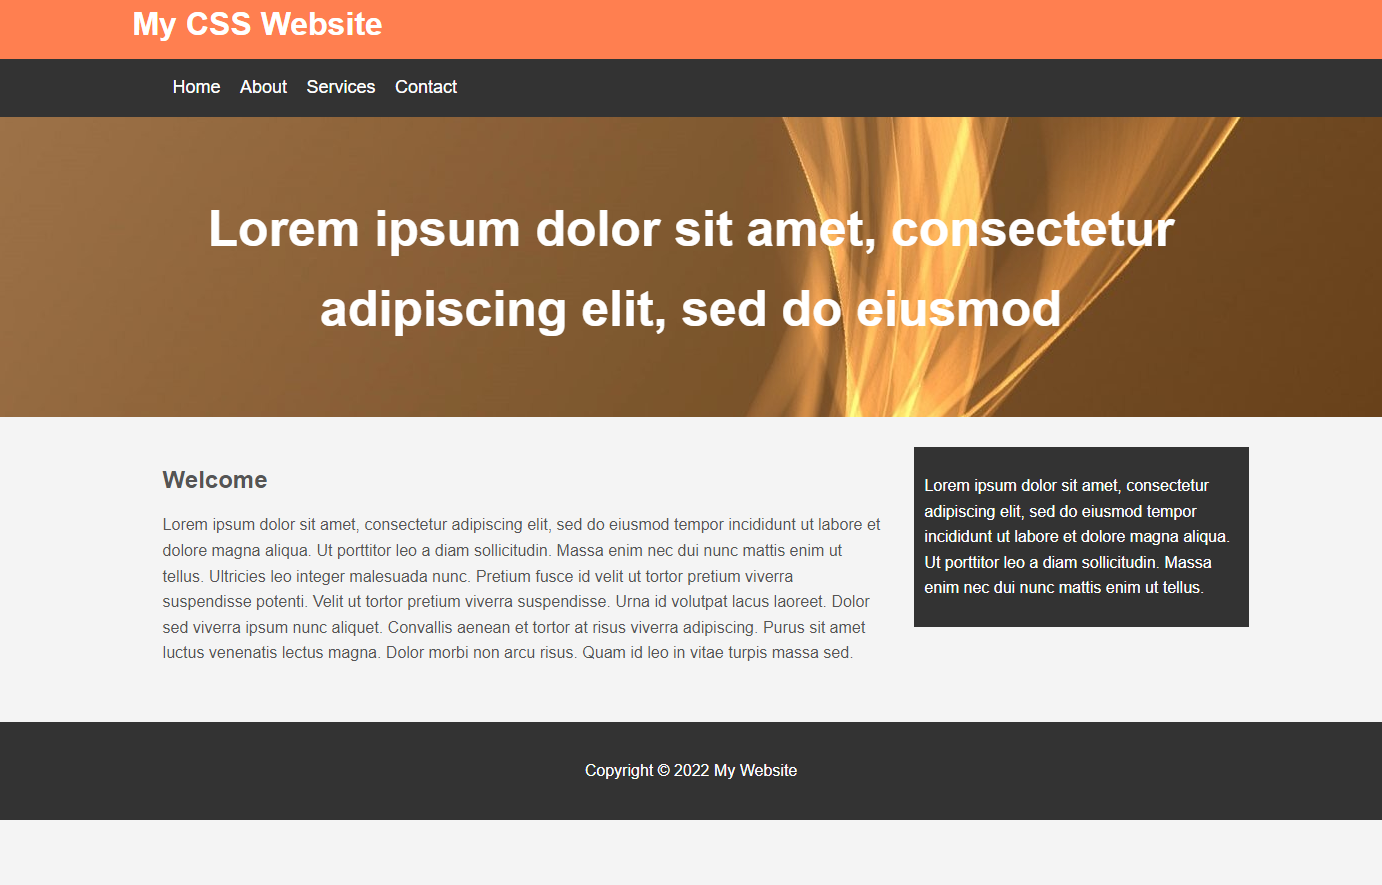 My CSS Website
Home About Services Contact
Lorem ipsum dolor sit amet, consectetur
adipiscing elit, sed do eiusmod
Welcome
Lorem ipsum dolor sit amet, consectetur adipiscing elit, sed do eiusmod tempor incididunt ut labore et
dolore magna aliqua. Ut porttitor leo a diam sollicitudin. Massa enim nec dui nunc mattis enim ut
tellus. Ultricies leo integer malesuada nunc. Pretium fusce id velit ut tortor pretium viverra
suspendisse potenti. Velit ut tortor pretium viverra suspendisse. Urna id volutpat lacus laoreet. Dolor
sed viverra ipsum nunc aliquet. Convallis aenean et tortor at risus viverra adipiscing. Purus sit amet
luctus venenatis lectus magna. Dolor morbi non arcu risus. Quam id leo in vitae turpis massa sed.
Lorem ipsum dolor sit amet, consectetur
adipiscing elit, sed do eiusmod tempor
incididunt ut labore et dolore magna aliqua.
Ut porttitor leo a diam sollicitudin. Massa
enim nec dui nunc mattis enim ut tellus.
Copyright © 2022 My Website